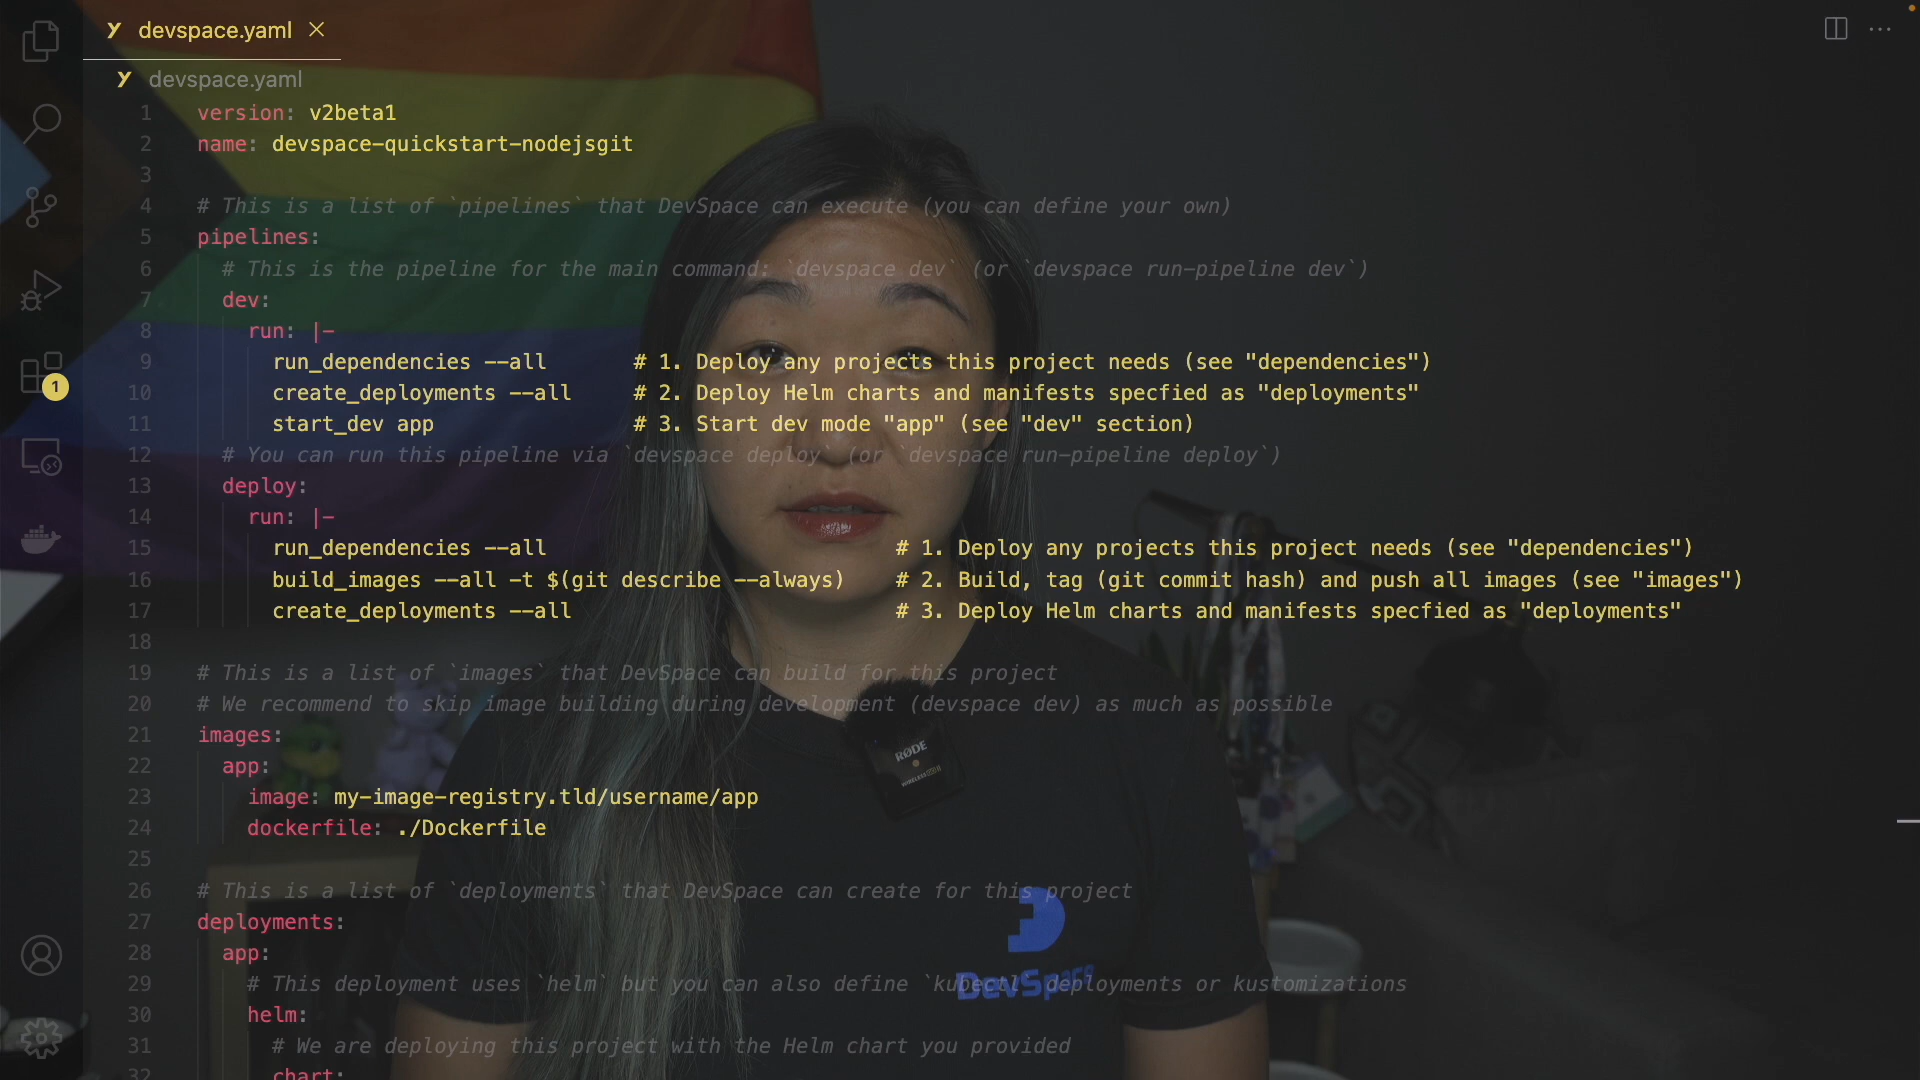 devspace.yaml
devspace.yaml
1 version: v2beta1
2 name: devspace-quickstart-nodejsgit
3
4 # This is a list of `pipelines` that DevSpace can execute (you can define your own)
5 pipelines:
6 # This is the pipeline for the main command: `devspace dev` (or `devspace run-pipeline dev`)
7 dev:
8 run: |-
9 run_dependencies --all # 1. Deploy any projects this project needs (see "dependencies")
10 create_deployments --all # 2. Deploy Helm charts and manifests specfied as "deployments"
11 start_dev app # 3. Start dev mode "app" (see "dev" section)
12 # You can run this pipeline via `devspace deploy` (or `devspace run-pipeline deploy`)
13 deploy:
14 run: |-
15 run_dependencies --all # 1. Deploy any projects this project needs (see "dependencies")
16 build_images --all -t $(git describe --always) # 2. Build, tag (git commit hash) and push all images (see "images")
17 create_deployments --all # 3. Deploy Helm charts and manifests specfied as "deployments"
18
19 # This is a list of `images` that DevSpace can build for this project
20 # We recommend to skip image building during development (devspace dev) as much as possible
21 images:
22 app:
RØDE
23 image: my-image-registry.tld/username/app
24 dockerfile: ./Dockerfile
25
26 # This is a list of `deployments` that DevSpace can create for this project
27 deployments:
28 app:
29 # This deployment uses `helm` but you can also define `kubectl` deployments or kustomizations
DevSpace
30 helm:
31 # We are deploying this project with the Helm chart you provided
32 chart:
1